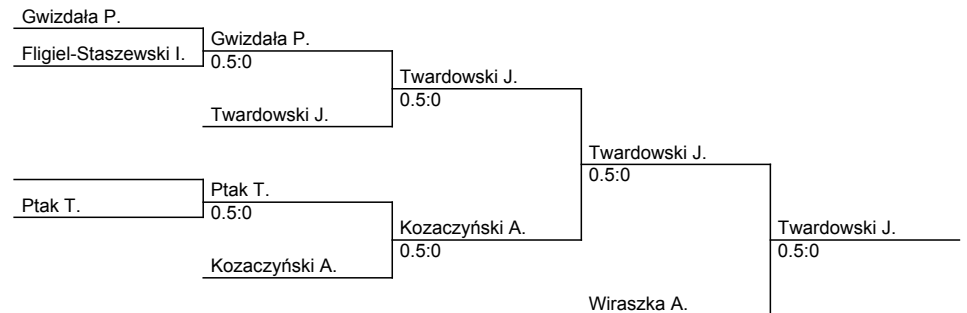 Gwizdała P.
Fligiel-Staszewski I.
Gwizdała P.
0.5:0
Twardowski J.
Twardowski J.
0.5:0
Ptak T.
Ptak T.
0.5:0
Kozaczyński A.
Kozaczyński A.
0.5:0
Twardowski J.
0.5:0
Wiraszka A.
Twardowski J.
0.5:0